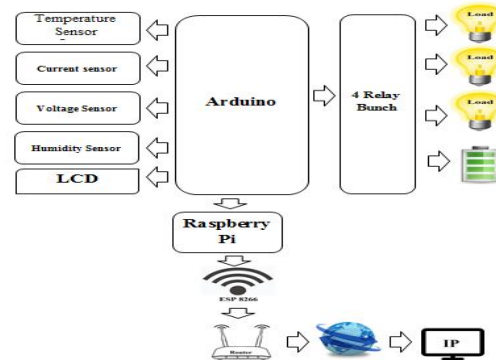 Temperature
Sensor
Current sensor
Voltage Sensor
Humidity Sensor
LCD
Arduino
4 Relay
Bunch
Load
Load
Load
Raspberry
Pi
ESP 8266
Router
IP